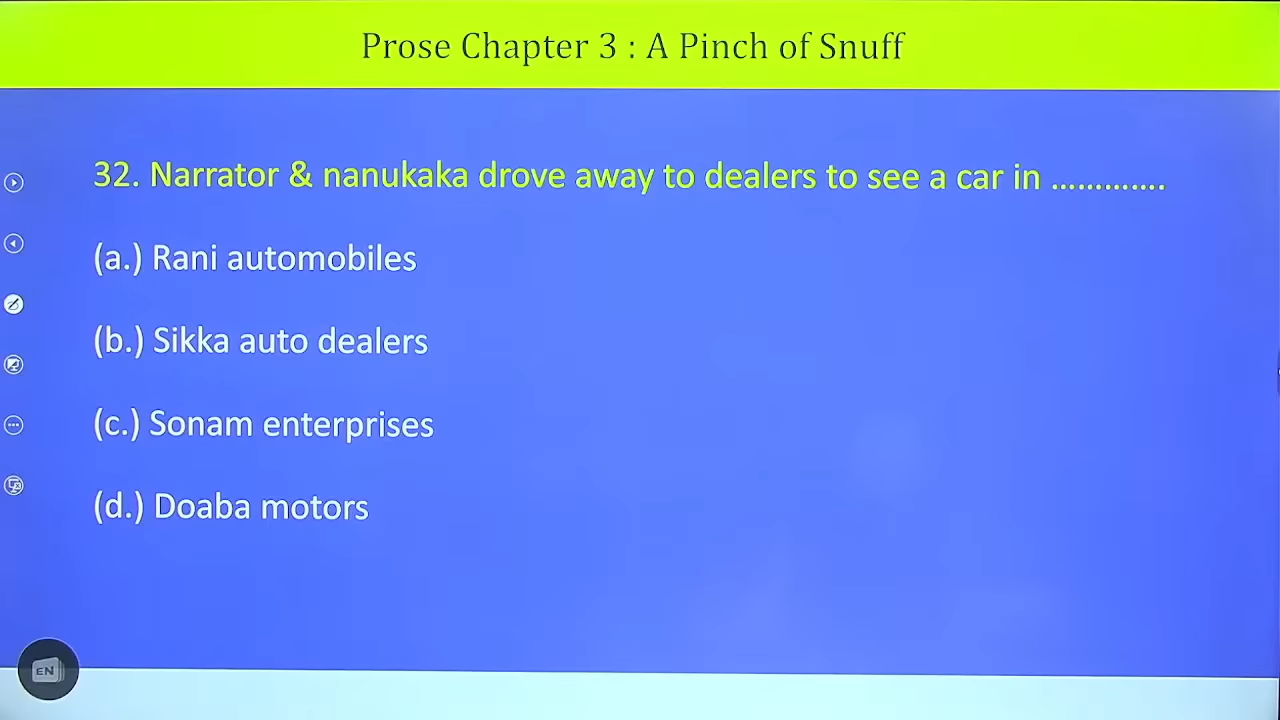 Prose Chapter 3 : A Pinch of Snuff
32. Narrator & nanukaka drove away to dealers to see a car in .............
(a.) Rani automobiles
(b.) Sikka auto dealers
(c.) Sonam enterprises
(d.) Doaba motors
EN